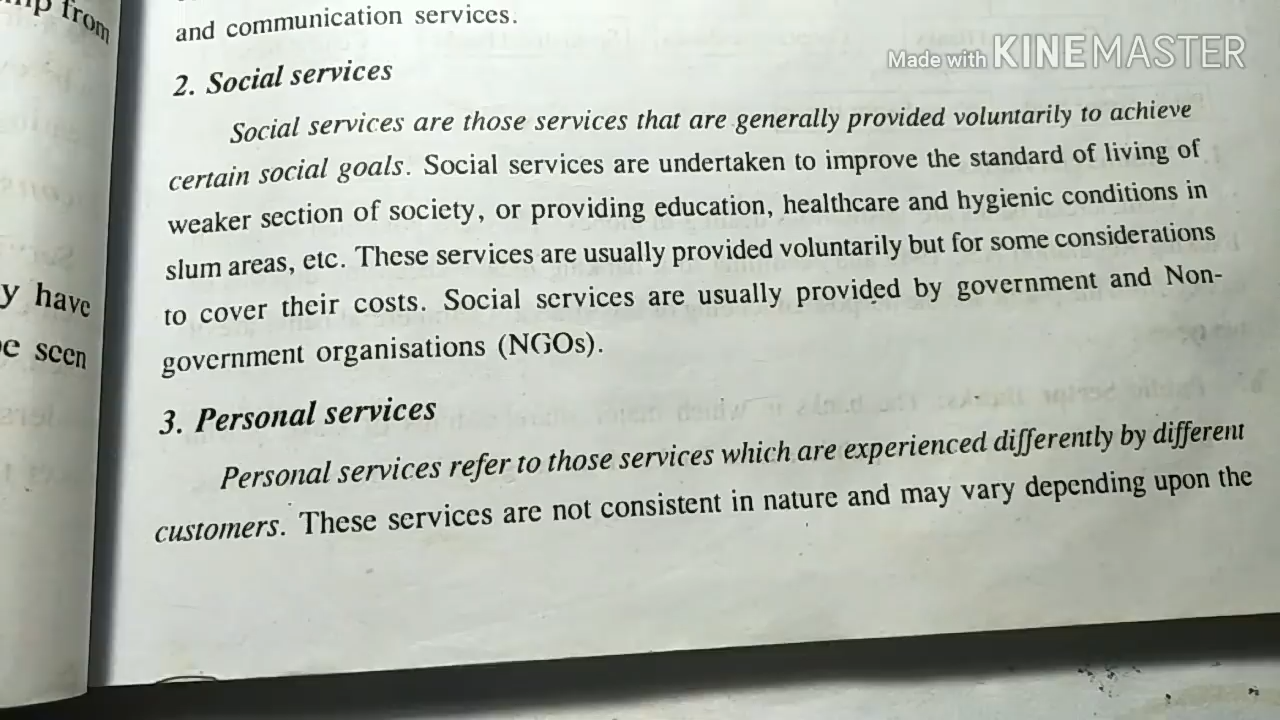 from
and communication services.
Made with KINEMASTER
2. Social services
Social services are those services that are generally provided voluntarily to achieve
certain social goals. Social services are undertaken to improve the standard of living of
weaker section of society, or providing education, healthcare and hygienic conditions in
slum areas, etc. These services are usually provided voluntarily but for some considerations
to cover their costs. Social services are usually provided by government and Non-
government organisations (NGOs).
y have
seen
3. Personal services
Personal services refer to those services which are experienced differently by different
customers. These services are not consistent in nature and may vary depending upon the